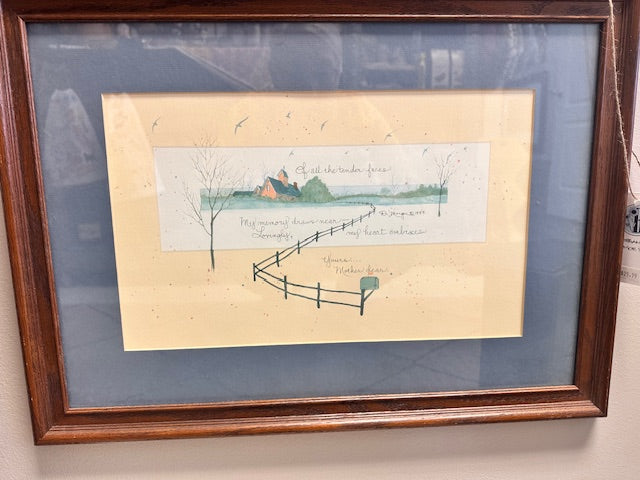 Of all the tender faces
My memory draws near
Lovingly, my heart embraces
Yours...
Mother dear.